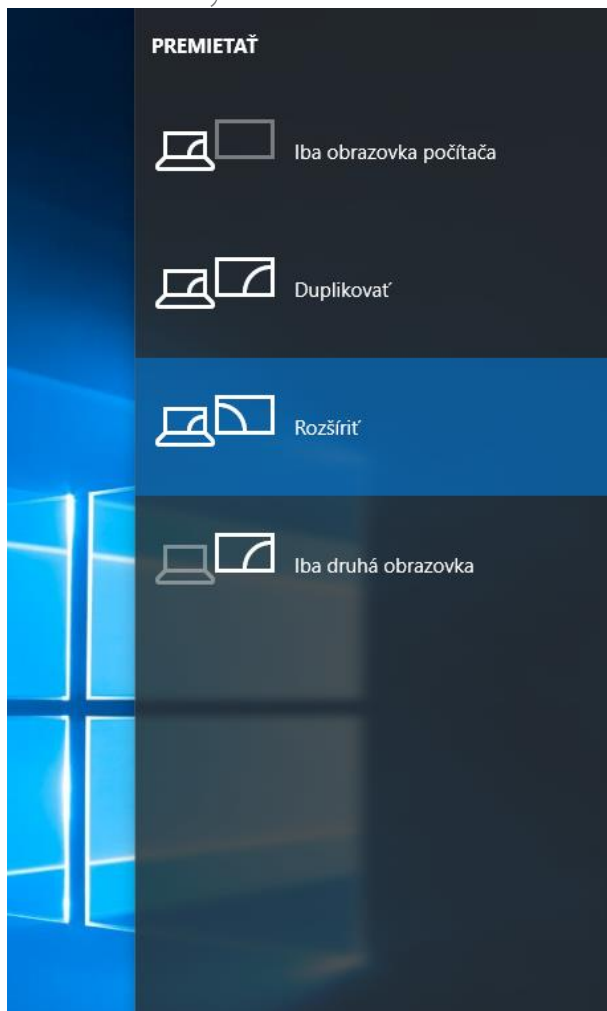 PREMIETAŤ
Iba obrazovka počítača
Duplikovať
Rozšíriť
Iba druhá obrazovka